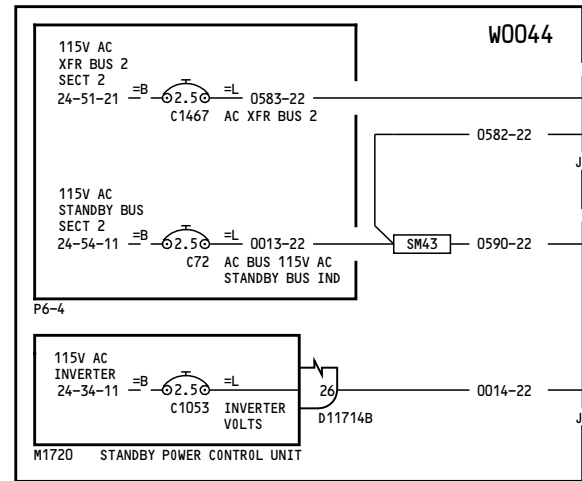 W0044
115V AC
XFR BUS 2
SECT 2
24-51-21 =B 2.5 =L 0583-22
C1467 AC XFR BUS 2
0582-22
J
115V AC
STANDBY BUS
SECT 2
24-54-11 =B 2.5 =L 0013-22 SM43 0590-22
C72 AC BUS 115V AC
STANDBY BUS IND
P6-4
115V AC
INVERTER
24-34-11 =B 2.5 =L 26 0014-22
C1053 INVERTER
VOLTS
D11714B
J
M1720 STANDBY POWER CONTROL UNIT